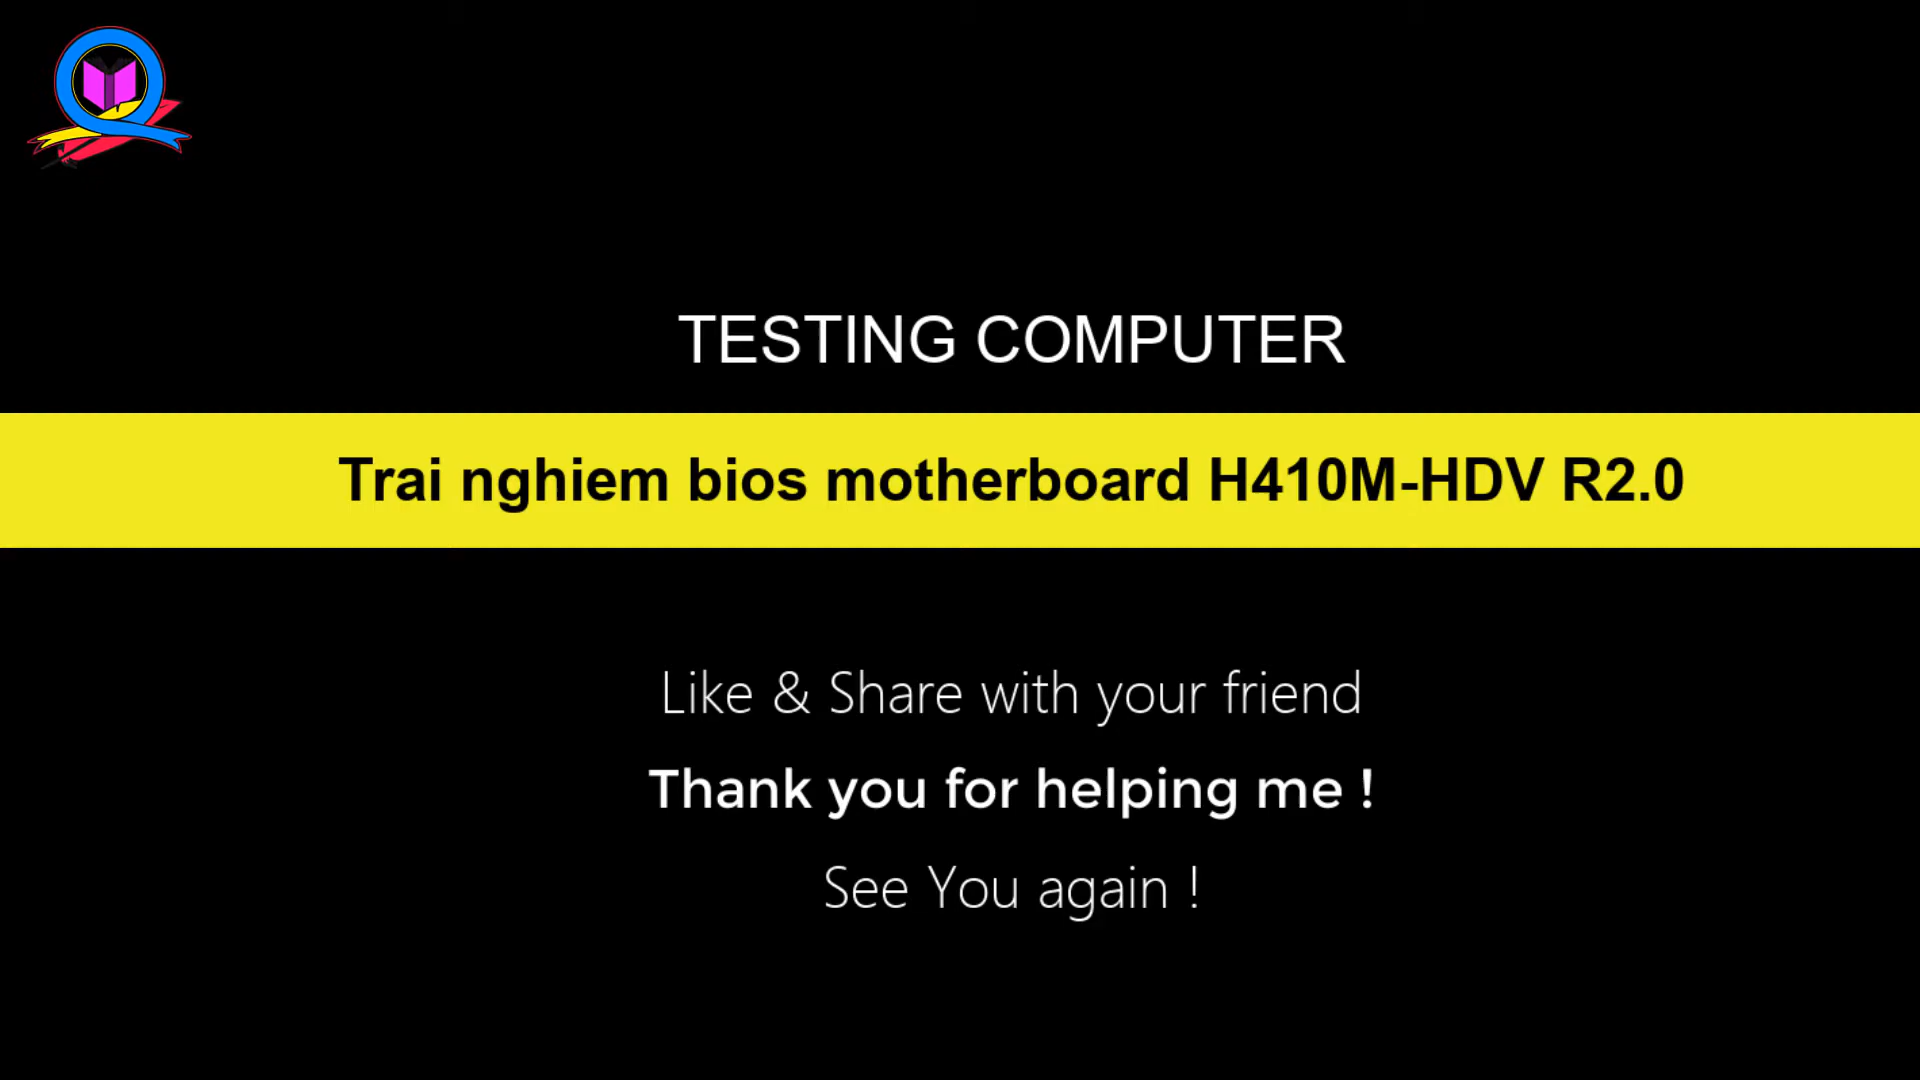 TESTING COMPUTER
Trai nghiem bios motherboard H410M-HDV R2.0
Like & Share with your friend
Thank you for helping me !
See You again !